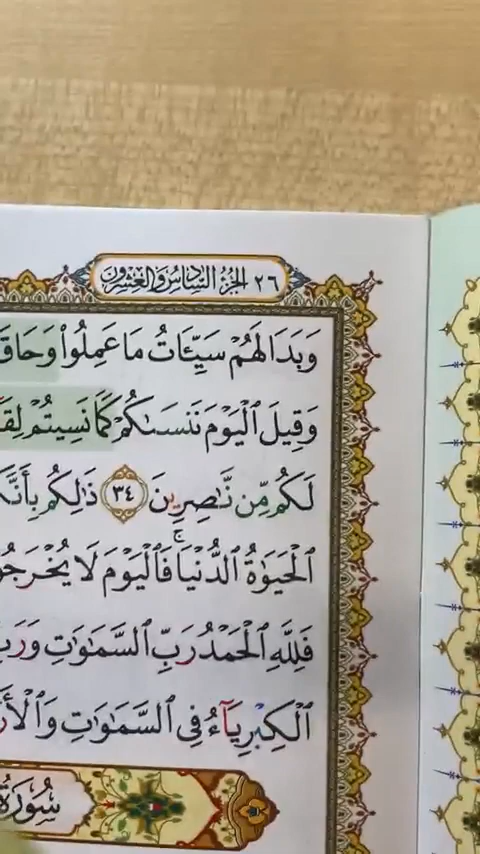 ٢٦ الجزء السادس والعشرون
وَبَدَا لَهُمْ سَيِّـَٔاتُ مَا عَمِلُوا۟ وَحَاقَ
وَقِيلَ ٱلْيَوْمَ نَنسَىٰكُمْ كَمَا نَسِيتُمْ
لَكُم مِّن نَّـٰصِرِينَ ٣٤ ذَٰلِكُم
ٱلْحَيَوٰةُ ٱلدُّنْيَا ۚ فَٱلْيَوْمَ لَا
فَلِلَّهِ ٱلْحَمْدُ رَبِّ ٱلسَّمَـٰوَٰتِ
ٱلْكِبْرِيَآءُ فِى ٱلسَّمَـٰوَٰتِ
سُورَةُ